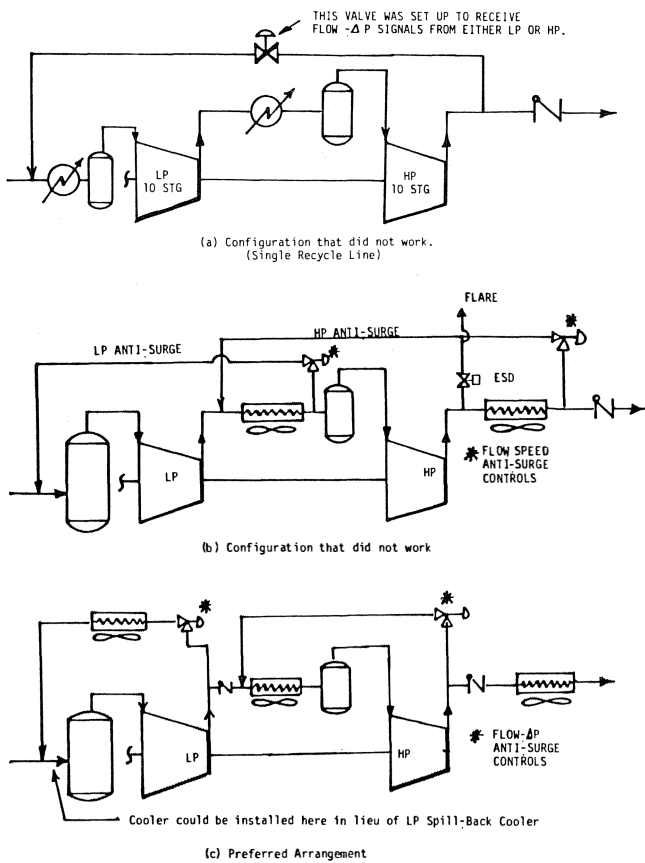 THIS VALVE WAS SET UP TO RECEIVE
FLOW -Δ P SIGNALS FROM EITHER LP OR HP.
LP
10 STG
HP
10 STG
(a) Configuration that did not work.
(Single Recycle Line)
FLARE
HP ANTI-SURGE
LP ANTI-SURGE
ESD
LP
HP
FLOW SPEED
ANTI-SURGE
CONTROLS
(b) Configuration that did not work
LP
HP
FLOW-ΔP
ANTI-SURGE
CONTROLS
Cooler could be installed here in lieu of LP Spill-Back Cooler
(c) Preferred Arrangement